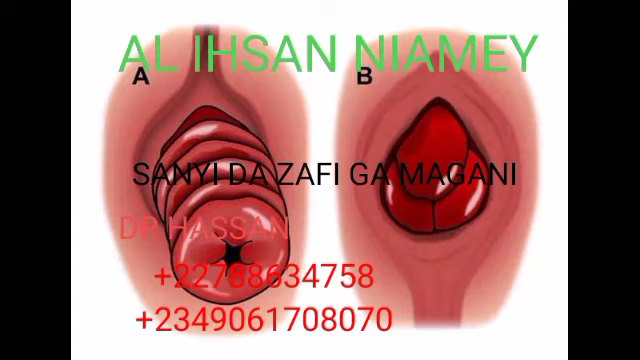 AL IHSAN NIAMEY
A B
SANYI DA ZAFI GA MAGANI
DR HASSAN
+22788634758
+2349061708070